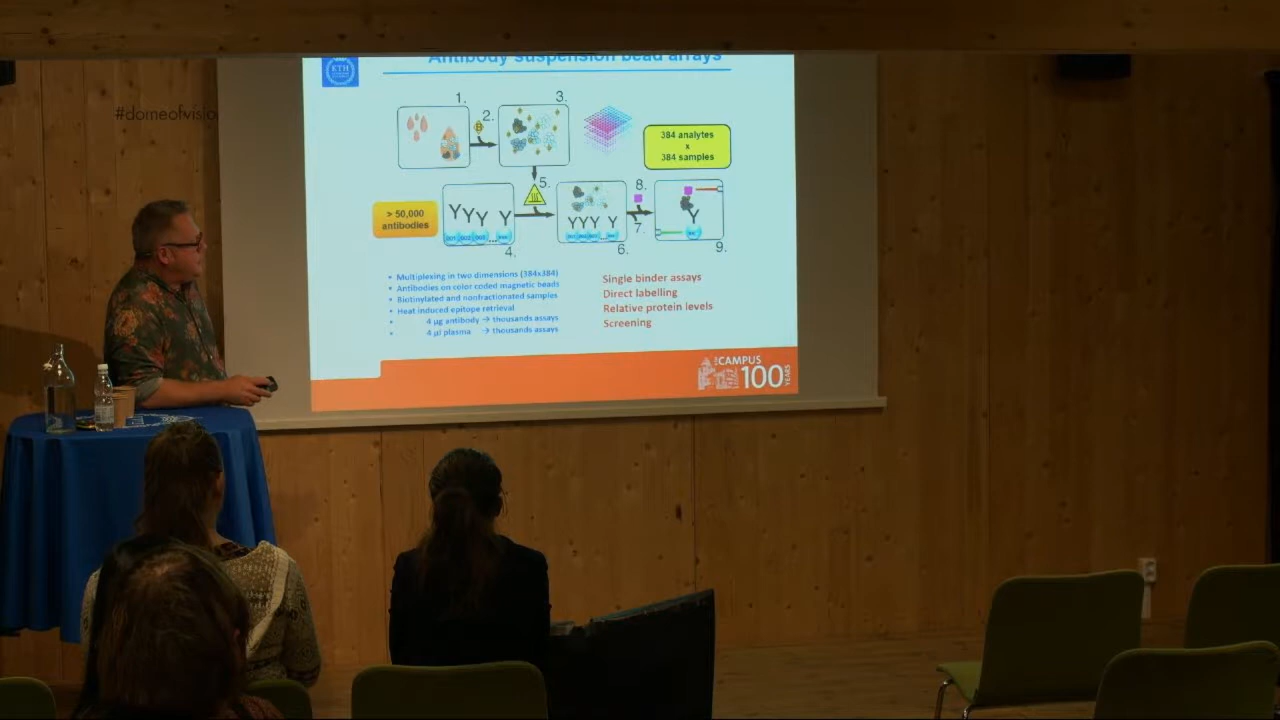 Antibody suspension bead arrays
KTH
#domeofvisio
1.
2.
3.
384 analytes
x
384 samples
5.
8.
> 50,000
antibodies
7.
4.
6.
9.
• Multiplexing in two dimensions (384x384)
• Antibodies on color coded magnetic beads
• Biotinylated and nonfractionated samples
• Heat induced epitope retrieval
• 4 µg antibody → thousands assays
• 4 µl plasma → thousands assays
Single binder assays
Direct labelling
Relative protein levels
Screening
CAMPUS
100 YEARS